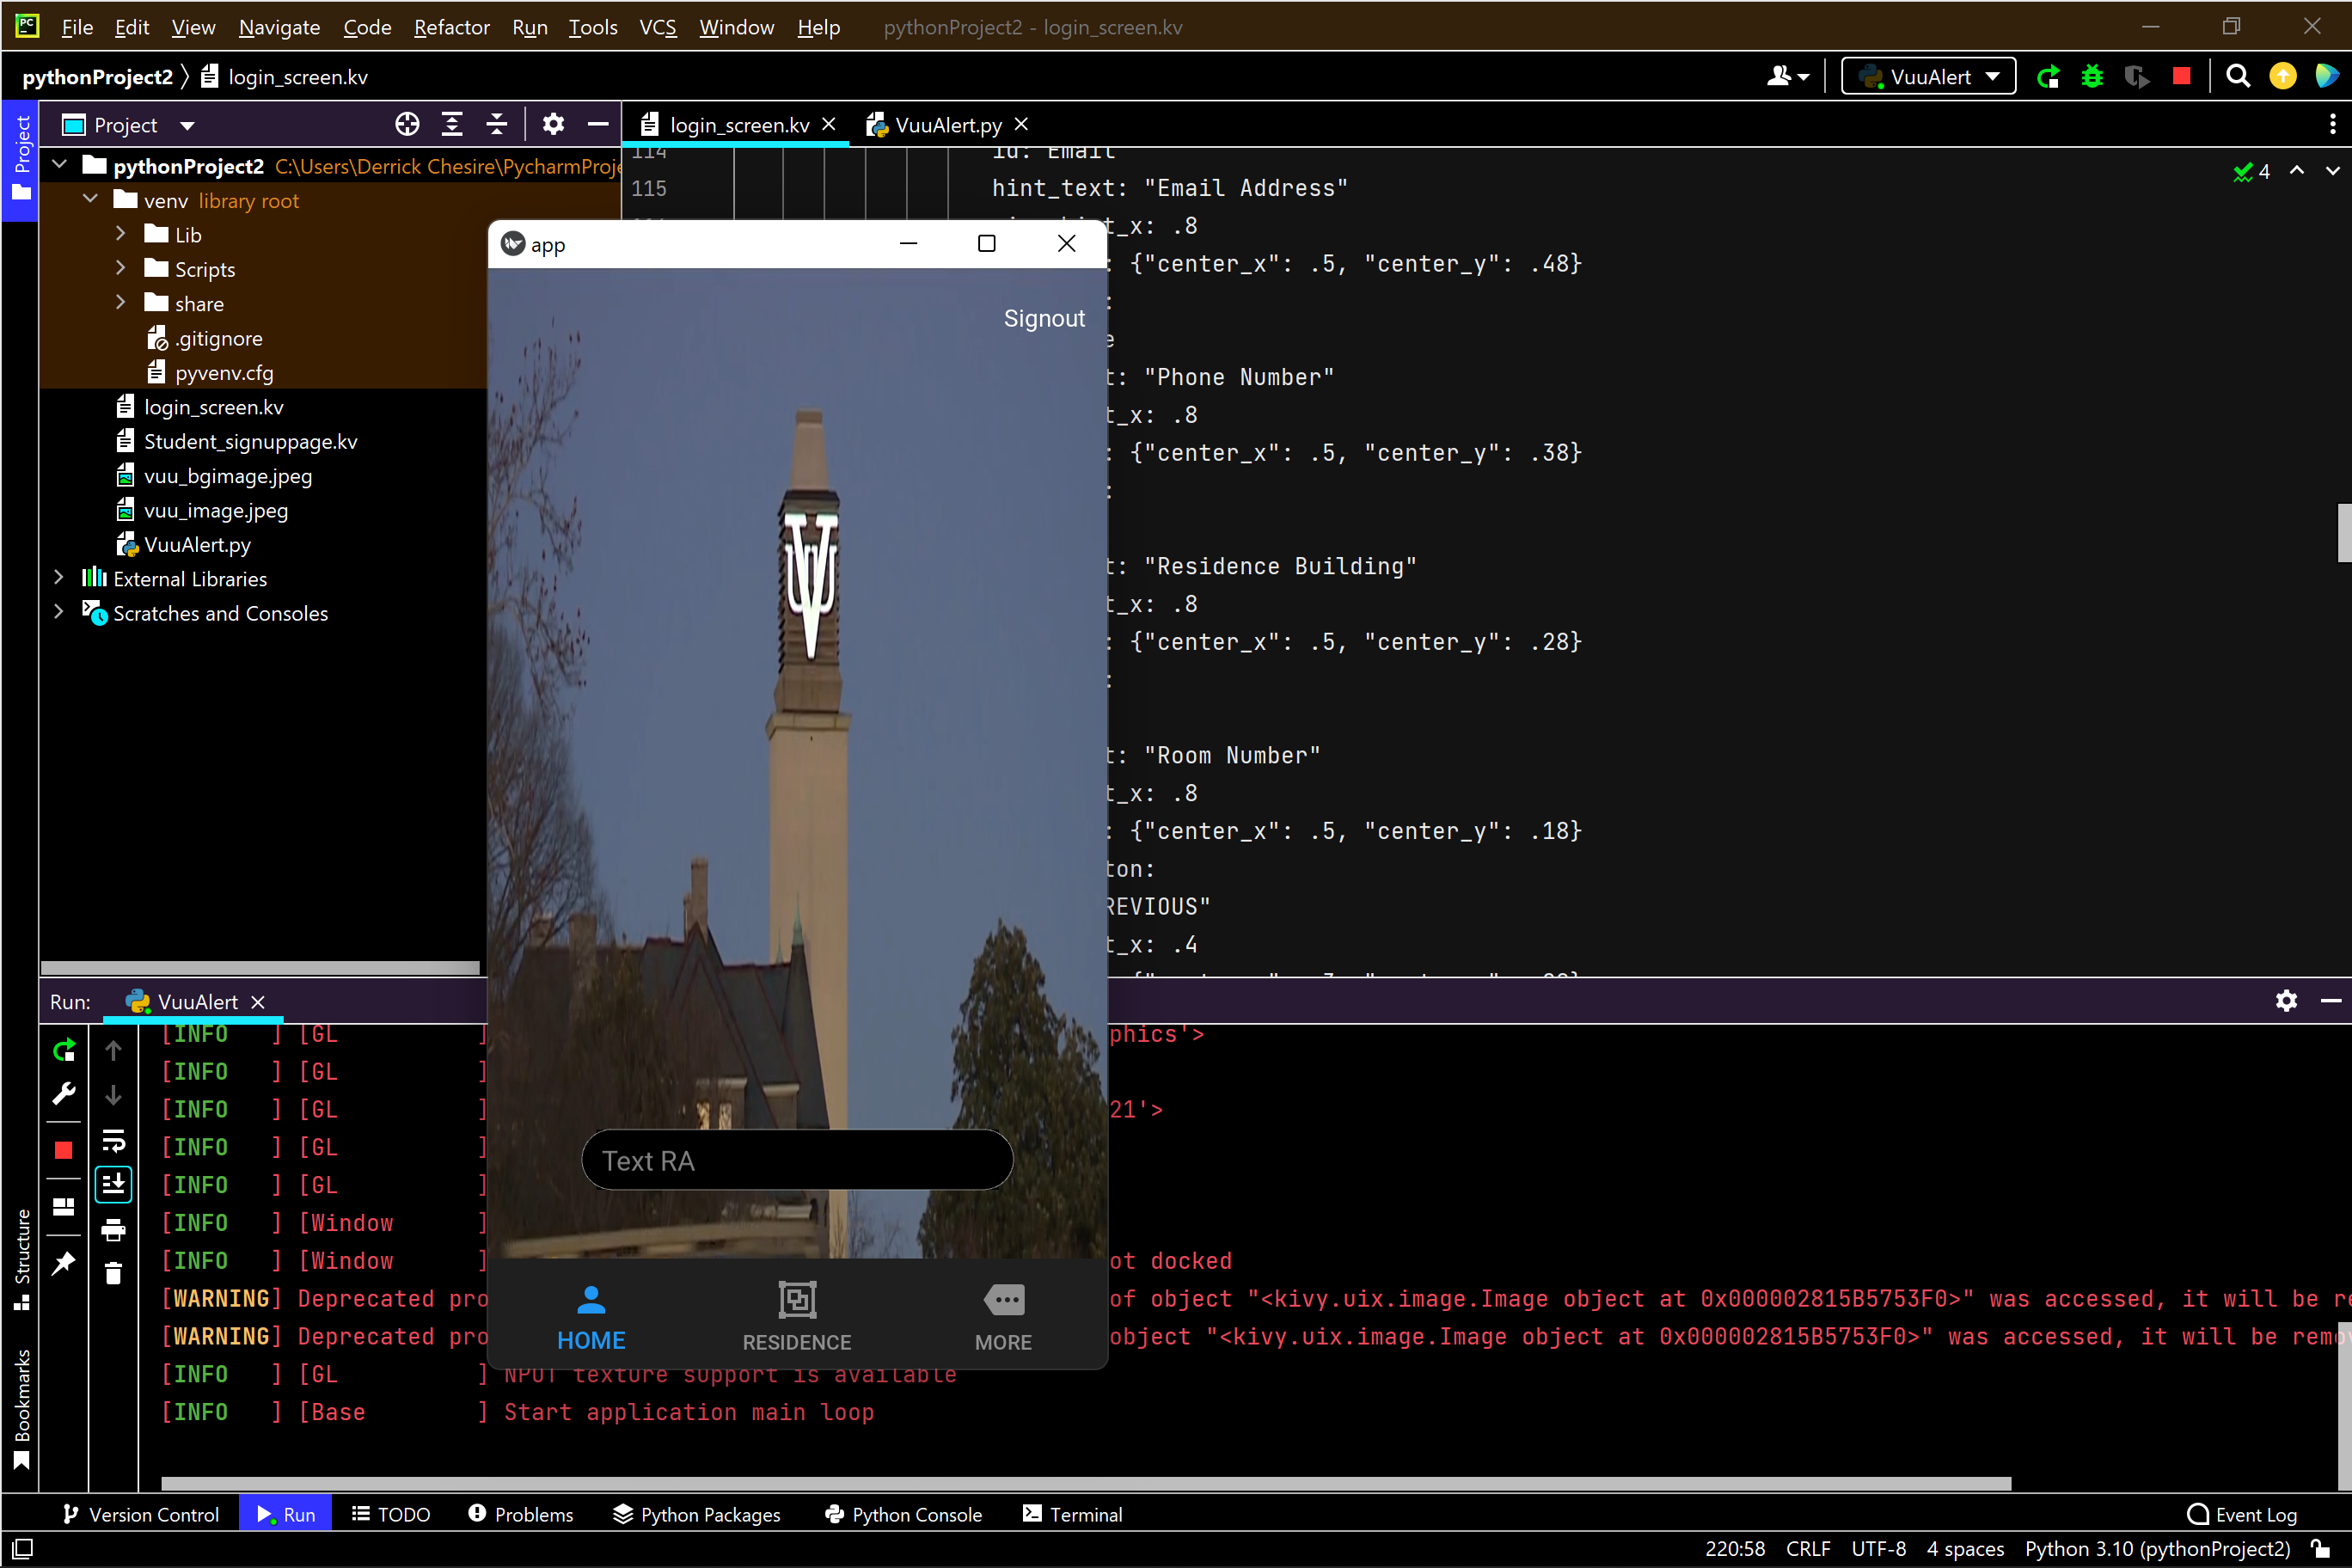 File Edit View Navigate Code Refactor Run Tools VCS Window Help pythonProject2 - login_screen.kv
pythonProject2 login_screen.kv
VuuAlert
Project
Project
login_screen.kv
VuuAlert.py
pythonProject2 C:\Users\Derrick Chesire\PycharmProje
venv library root
Lib
Scripts
share
.gitignore
pyvenv.cfg
login_screen.kv
Student_signuppage.kv
vuu_bgimage.jpeg
vuu_image.jpeg
VuuAlert.py
External Libraries
Scratches and Consoles
114 id: Email
115 hint_text: "Email Address"
t_x: .8
: {"center_x": .5, "center_y": .48}
:
e
t: "Phone Number"
t_x: .8
: {"center_x": .5, "center_y": .38}
:
t: "Residence Building"
t_x: .8
: {"center_x": .5, "center_y": .28}
:
t: "Room Number"
t_x: .8
: {"center_x": .5, "center_y": .18}
ton:
REVIOUS"
t_x: .4
4
app
Signout
VUU
Text RA
HOME RESIDENCE MORE
Run: VuuAlert
[INFO ] [GL ] phics'>
[INFO ] [GL ]
[INFO ] [GL ] 21'>
[INFO ] [GL ]
[INFO ] [GL ]
[INFO ] [Window ]
[INFO ] [Window ] ot docked
[WARNING] Deprecated pro of object "<kivy.uix.image.Image object at 0x000002815B5753F0>" was accessed, it will be re
[WARNING] Deprecated pro object "<kivy.uix.image.Image object at 0x000002815B5753F0>" was accessed, it will be remo
[INFO ] [GL ] NPOT texture support is available
[INFO ] [Base ] Start application main loop
Structure
Bookmarks
Version Control Run TODO Problems Python Packages Python Console Terminal Event Log
220:58 CRLF UTF-8 4 spaces Python 3.10 (pythonProject2)